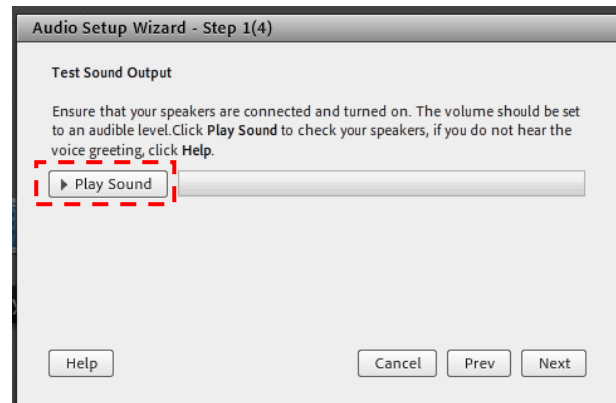 Audio Setup Wizard - Step 1(4)
Test Sound Output
Ensure that your speakers are connected and turned on. The volume should be set
to an audible level.Click Play Sound to check your speakers, if you do not hear the
voice greeting, click Help.
Play Sound
Help Cancel Prev Next